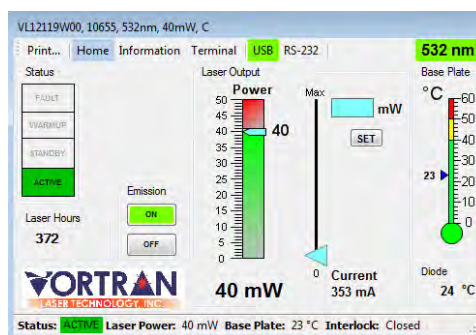 VL12119W00, 10655, 532nm, 40mW, C
Print... Home Information Terminal USB RS-232 532 nm
Status Laser Output Base Plate
FAULT
WARMUP
STANDBY
ACTIVE
Laser Hours
372
Emission
ON
OFF
Power
50
45
40
35
30
25
20
15
10
5
0
40
40 mW
Max
0
mW
SET
Current
353 mA
°C
60
50
40
30
20
10
0
23
Diode
24 °C
VORTRAN
LASER TECHNOLOGY, INC.
Status: ACTIVE Laser Power: 40 mW Base Plate: 23 °C Interlock: Closed